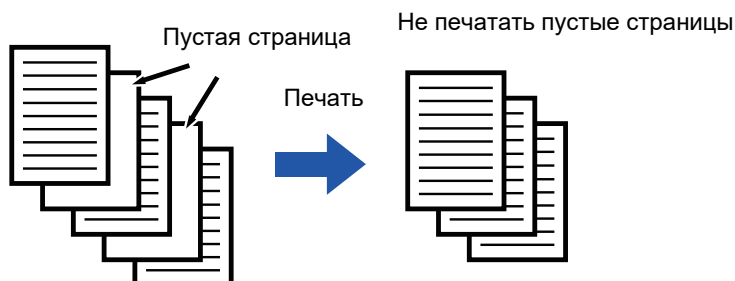 Пустая страница
Не печатать пустые страницы
Печать